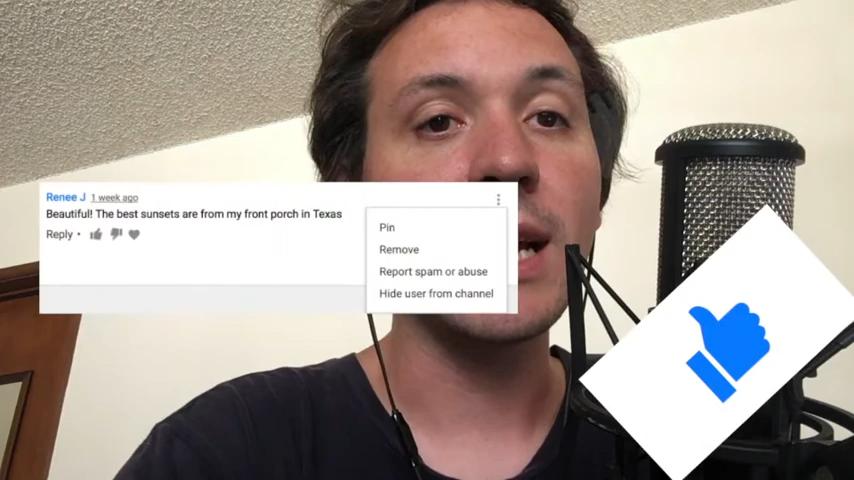 Renee J 1 week ago
Beautiful! The best sunsets are from my front porch in Texas
Reply •
Pin
Remove
Report spam or abuse
Hide user from channel